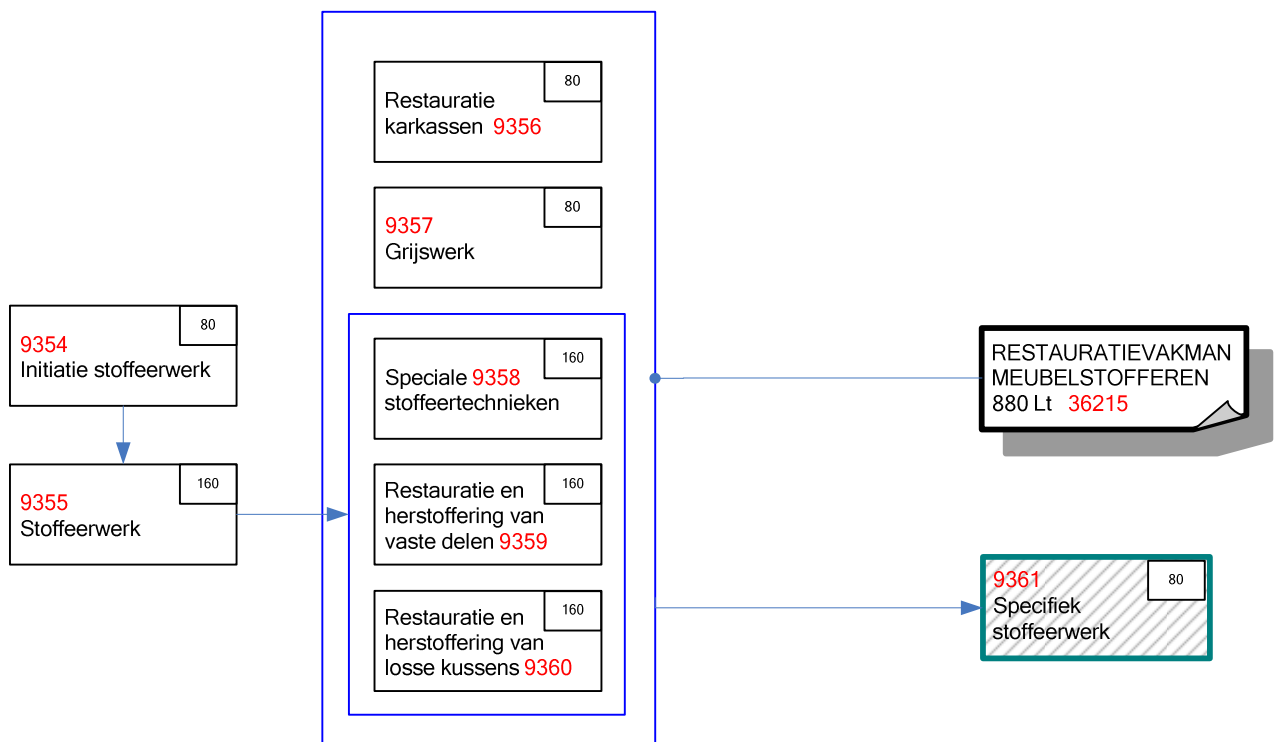 80
9354
Initiatie stoffeerwerk
160
9355
Stoffeerwerk
80
Restauratie
karkassen 9356
80
9357
Grijswerk
160
Speciale 9358
stoffeertechnieken
160
Restauratie en
herstoffering van
vaste delen 9359
160
Restauratie en
herstoffering van
losse kussens 9360
RESTAURATIEVAKMAN
MEUBELSTOFFEREN
880 Lt 36215
80
9361
Specifiek
stoffeerwerk